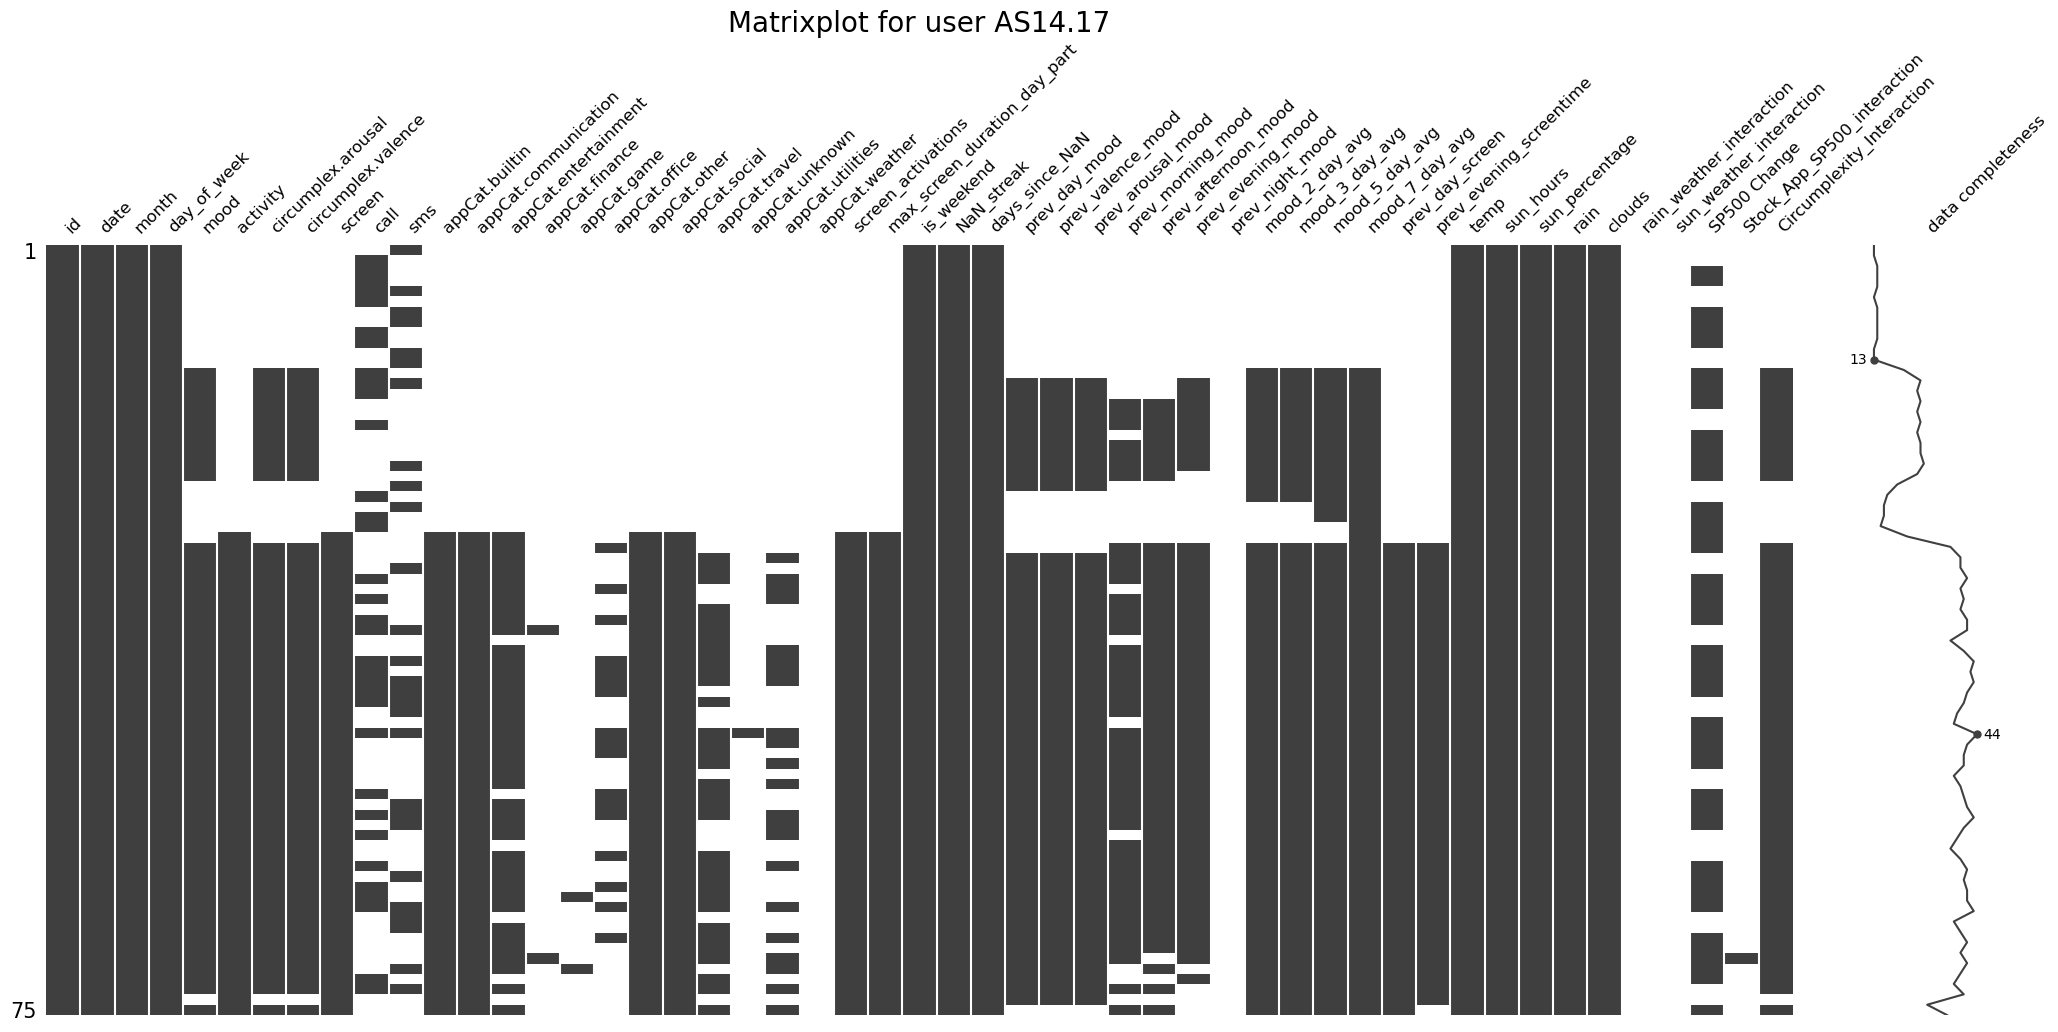 Matrixplot for user AS14.17
id
date
month
day_of_week
mood
activity
circumplex.arousal
circumplex.valence
screen
call
sms
appCat.builtin
appCat.communication
appCat.entertainment
appCat.finance
appCat.game
appCat.office
appCat.other
appCat.social
appCat.travel
appCat.unknown
appCat.utilities
appCat.weather
screen_activations
max_screen_duration_day_part
is_weekend
NaN_streak
days_since_NaN
prev_day_mood
prev_valence_mood
prev_arousal_mood
prev_morning_mood
prev_afternoon_mood
prev_evening_mood
prev_night_mood
mood_2_day_avg
mood_3_day_avg
mood_5_day_avg
mood_7_day_avg
prev_day_screen
prev_evening_screentime
temp
sun_hours
sun_percentage
rain
clouds
rain_weather_interaction
sun_weather_interaction
SP500 Change
Stock_App_SP500_interaction
Circumplexity_Interaction
data completeness
1
13
44
75